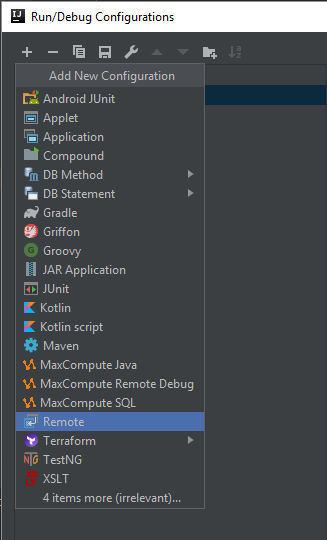 IJ Run/Debug Configurations
Add New Configuration
Android JUnit
Applet
Application
Compound
DB Method
DB Statement
Gradle
Griffon
Groovy
JAR Application
JUnit
Kotlin
Kotlin script
Maven
MaxCompute Java
MaxCompute Remote Debug
MaxCompute SQL
Remote
Terraform
TestNG
XSLT
4 items more (irrelevant)...